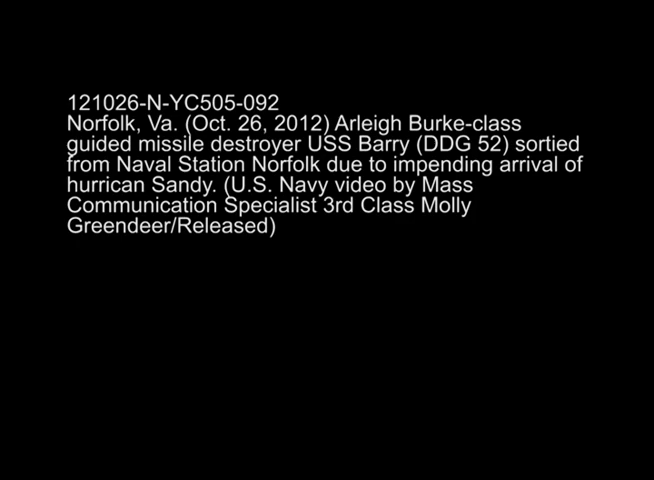 121026-N-YC505-092
Norfolk, Va. (Oct. 26, 2012) Arleigh Burke-class
guided missile destroyer USS Barry (DDG 52) sortied
from Naval Station Norfolk due to impending arrival of
hurrican Sandy. (U.S. Navy video by Mass
Communication Specialist 3rd Class Molly
Greendeer/Released)